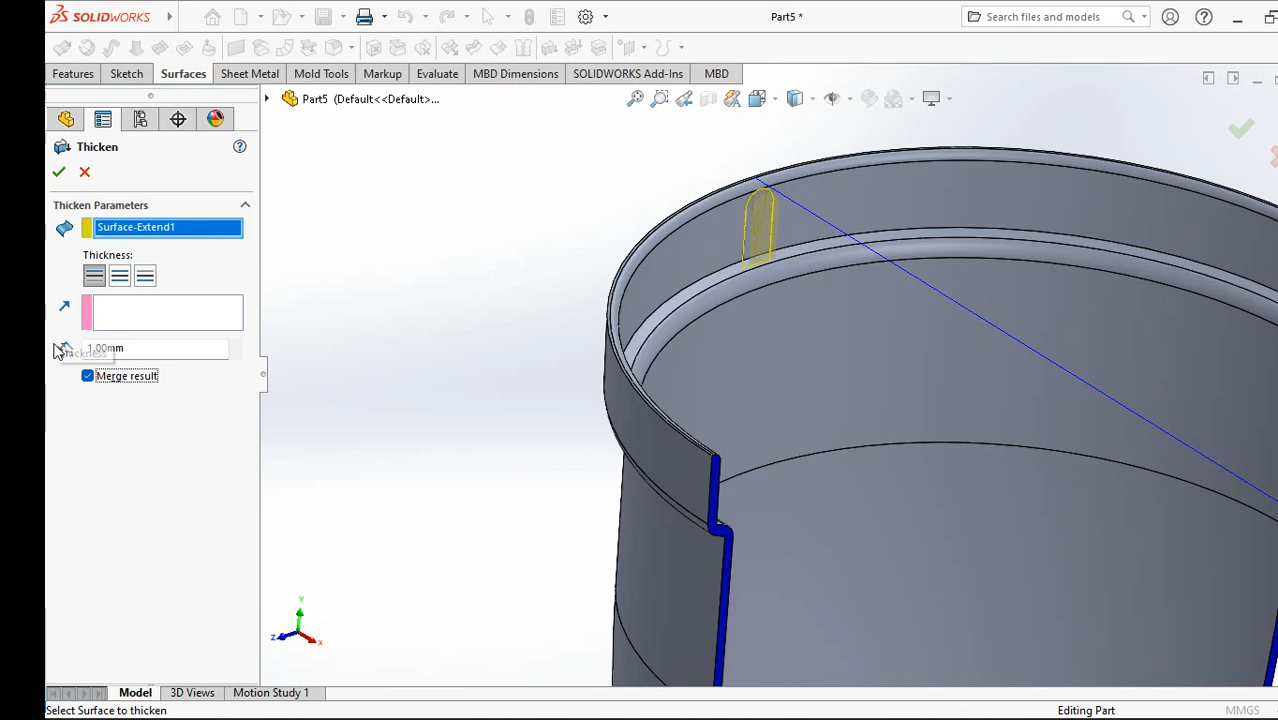 SOLIDWORKS
Part5 *
Search files and models
Features
Sketch
Surfaces
Sheet Metal
Mold Tools
Markup
Evaluate
MBD Dimensions
SOLIDWORKS Add-Ins
MBD
Part5 (Default<<Default>...
Thicken
Thicken Parameters
Surface-Extend1
Thickness:
1.00mm
Thickness
Merge result
Y
Z
X
Model
3D Views
Motion Study 1
Select Surface to thicken
Editing Part
MMGS